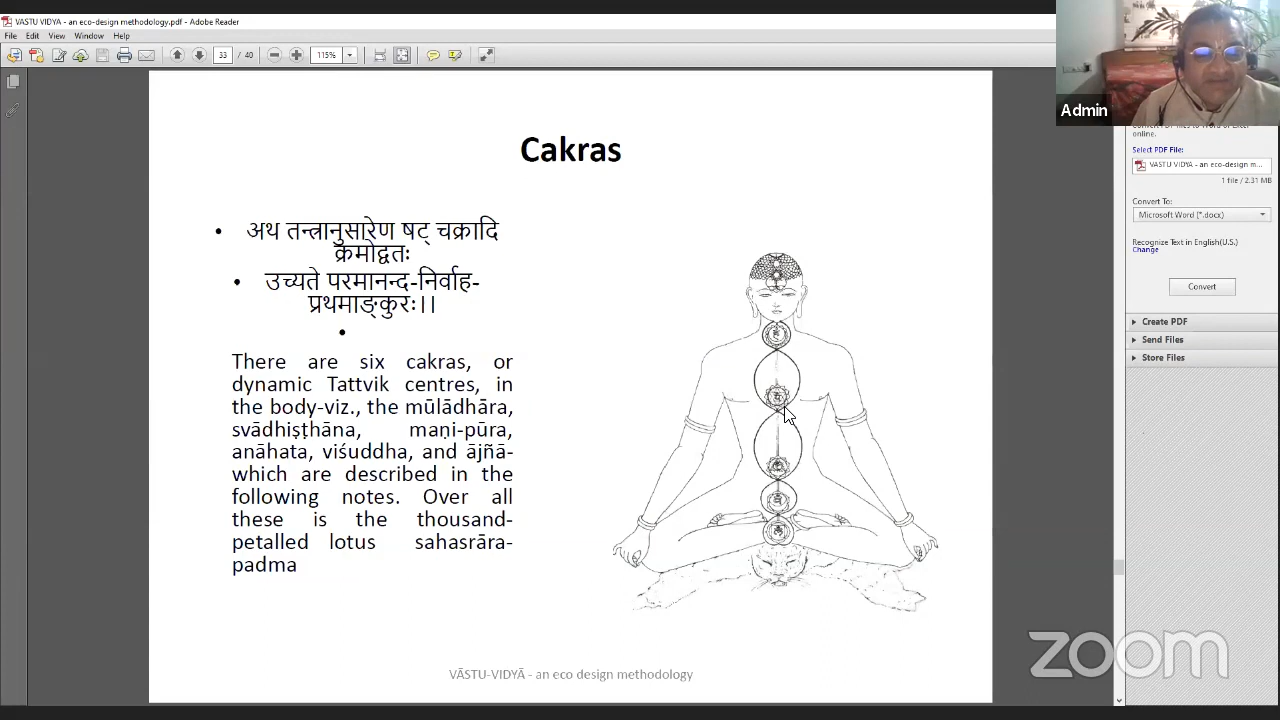 VASTU VIDYA - an eco-design methodology.pdf - Adobe Reader
File Edit View Window Help
33 / 40 115%
Admin
online.
Select PDF File:
VASTU VIDYA - an eco-design m...
1 file / 2.31 MB
Convert To:
Microsoft Word (*.docx)
Recognize Text in English(U.S.)
Change
Convert
Create PDF
Send Files
Store Files
Cakras
• अथ तन्त्रानुसारेण षट् चक्रादि
क्रमोद्वतः
• उच्यते परमानन्द-निर्वाह-
प्रथमाङ्कुरः।।
•
There are six cakras, or
dynamic Tattvik centres, in
the body-viz., the mūlādhāra,
svādhiṣṭhāna, maṇi-pūra,
anāhata, viśuddha, and ājñā-
which are described in the
following notes. Over all
these is the thousand-
petalled lotus sahasrāra-
padma
VĀSTU-VIDYĀ - an eco design methodology
zoom